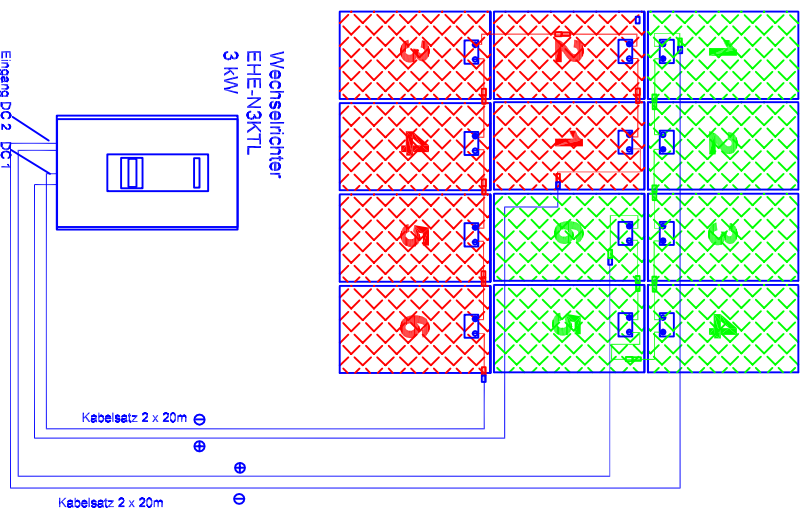 Wechselrichter
EHE-N3KTL
3 kW
Eingang DC 2
DC 1
3
2
1
4
1
2
5
6
3
6
5
4
Kabelsatz 2 x 20m
Kabelsatz 2 x 20m